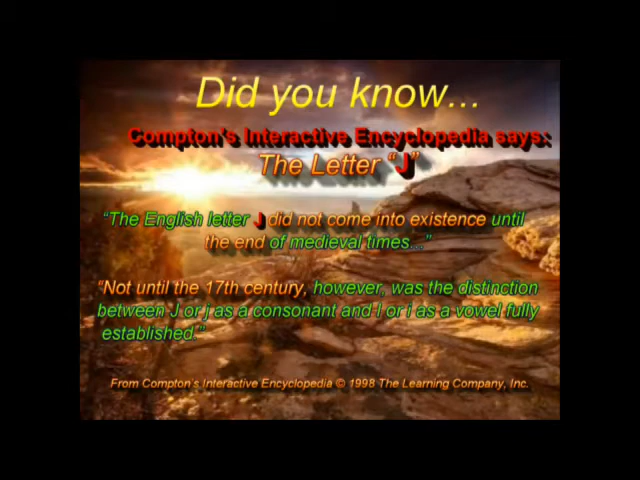 Did you know...
Compton's Interactive Encyclopedia says:
The Letter "J"
"The English letter J did not come into existence until
the end of medieval times..."
"Not until the 17th century, however, was the distinction
between J or j as a consonant and I or i as a vowel fully
established."
From Compton's Interactive Encyclopedia © 1998 The Learning Company, Inc.